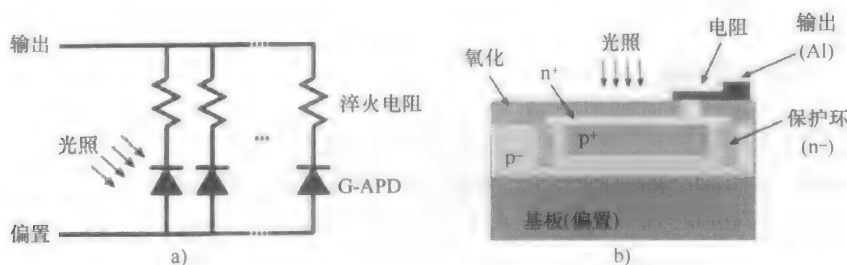 输出
淬火电阻
光照
G-APD
偏置
a)
光照
电阻
输出
(Al)
氧化
n+
保护环
(n−)
p+
p−
基板(偏置)
b)